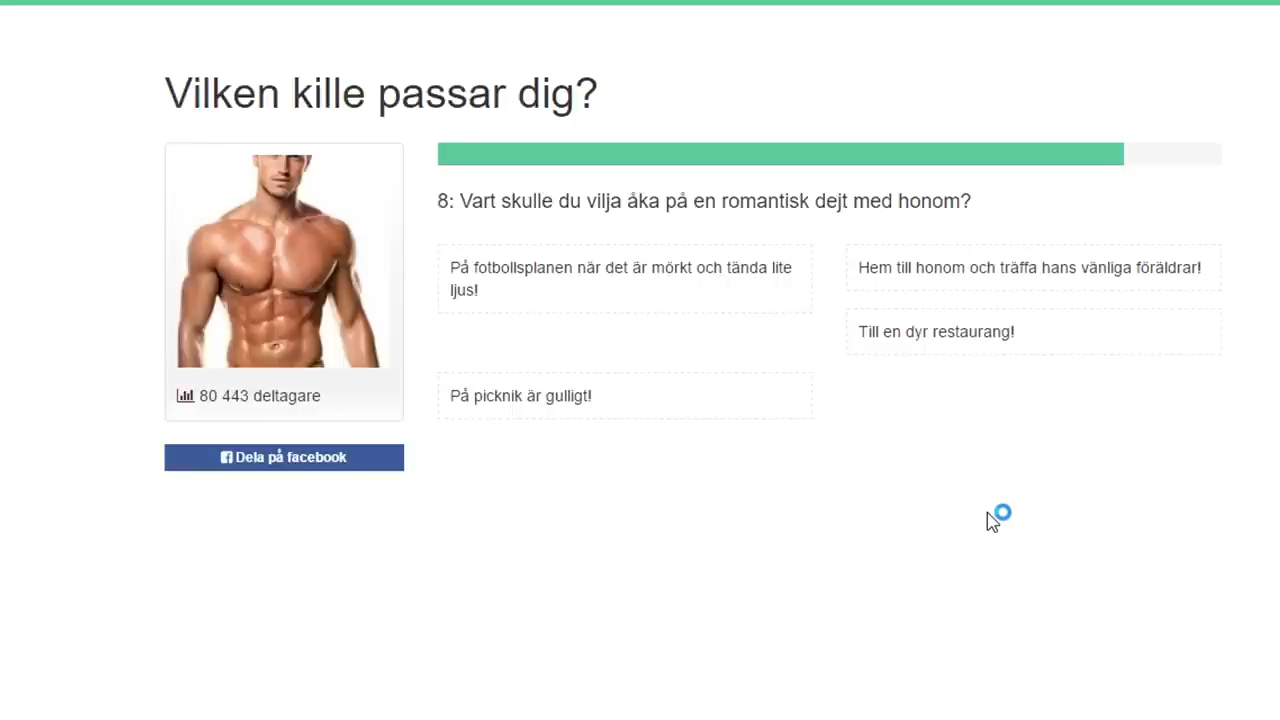 Vilken kille passar dig?
8: Vart skulle du vilja åka på en romantisk dejt med honom?
På fotbollsplanen när det är mörkt och tända lite
ljus!
Hem till honom och träffa hans vänliga föräldrar!
Till en dyr restaurang!
På picknik är gulligt!
80 443 deltagare
Dela på facebook